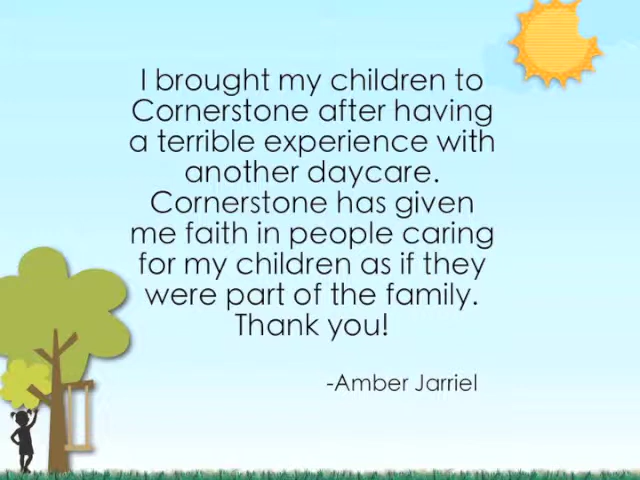 I brought my children to
Cornerstone after having
a terrible experience with
another daycare.
Cornerstone has given
me faith in people caring
for my children as if they
were part of the family.
Thank you!
-Amber Jarriel